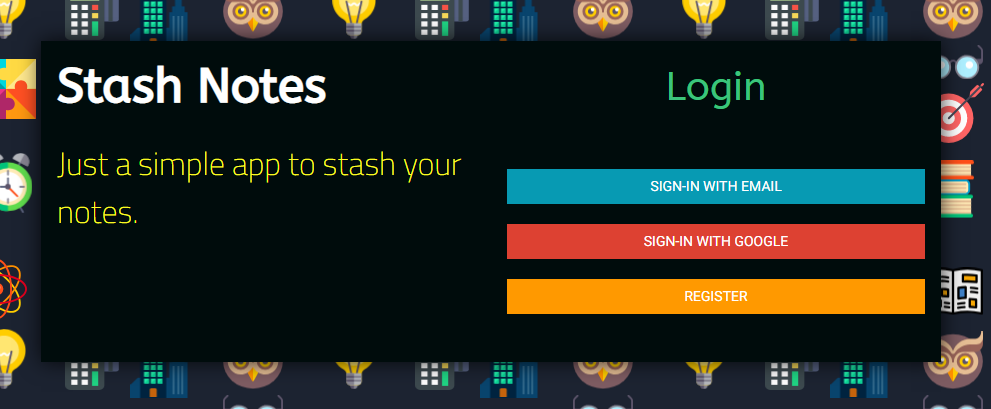 Stash Notes
Just a simple app to stash your
notes.
Login
SIGN-IN WITH EMAIL
SIGN-IN WITH GOOGLE
REGISTER